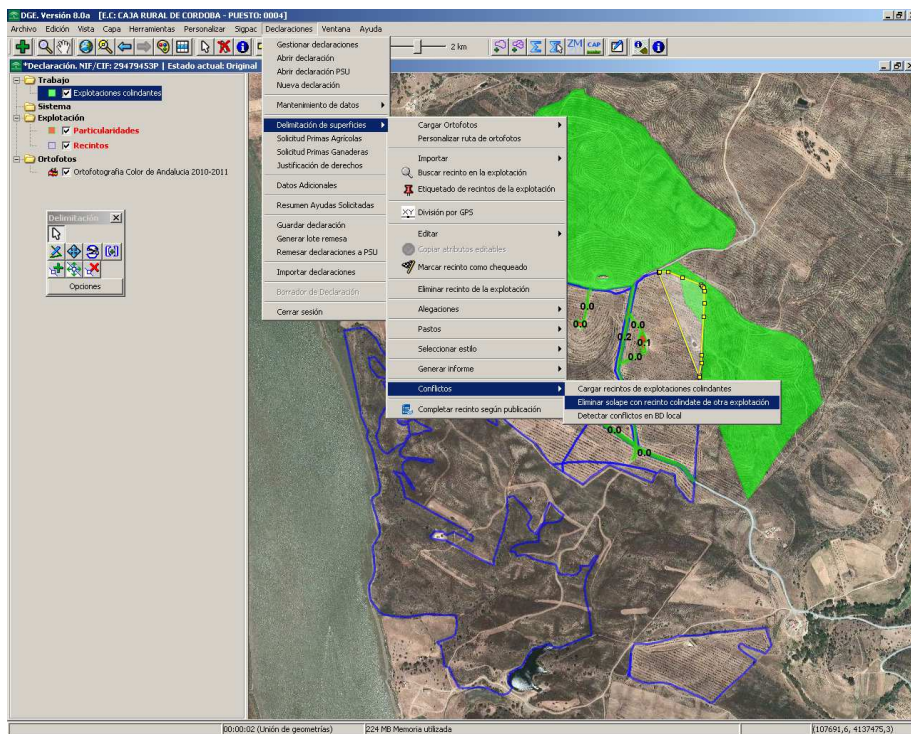 DGE. Versión 8.0a [E.C: CAJA RURAL DE CORDOBA - PUESTO: 0004]
Archivo Edición Vista Capa Herramientas Personalizar Sigpac Declaraciones Ventana Ayuda
2 km
ZM CAP
*Declaración. NIF/CIF: 29479453P | Estado actual: Original
Trabajo
Explotaciones colindantes
Sistema
Explotación
Particularidades
Recintos
Ortofotos
Ortofotografía Color de Andalucia 2010-2011
Delimitación
Opciones
Gestionar declaraciones
Abrir declaración
Abrir declaración PSU
Nueva declaración
Mantenimiento de datos
Delimitación de superficies
Solicitud Primas Agrícolas
Solicitud Primas Ganaderas
Justificación de derechos
Datos Adicionales
Resumen Ayudas Solicitadas
Guardar declaración
Generar lote remesa
Remesar declaraciones a PSU
Importar declaraciones
Borrador de Declaración
Cerrar sesión
Cargar Ortofotos
Personalizar ruta de ortofotos
Importar
Buscar recinto en la explotación
Etiquetado de recintos de la explotación
XY División por GPS
Editar
Copiar atributos editables
Marcar recinto como chequeado
Eliminar recinto de la explotación
Alegaciones
Pastos
Seleccionar estilo
Generar informe
Conflictos
Completar recinto según publicación
Cargar recintos de explotaciones colindantes
Eliminar solape con recinto colindate de otra explotación
Detectar conflictos en BD local
0.0
0.0
0.0
0.2
0.1
0.0
0.0
0.0
00:00:02 (Unión de geometrías)
224 MB Memoria utilizada
(107691,6, 4137475,3)